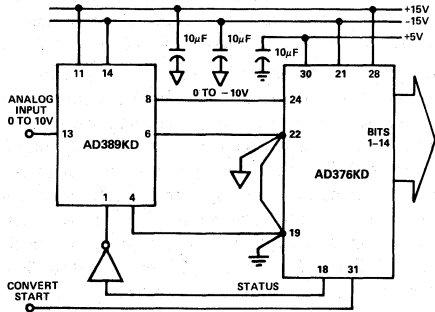 +15V
-15V
+5V
10μF
10μF
10μF
11
14
30
21
28
8
0 TO -10V
24
ANALOG
INPUT
0 TO 10V
13
6
22
AD389KD
BITS
1-14
AD376KD
1
4
19
18
31
STATUS
CONVERT
START